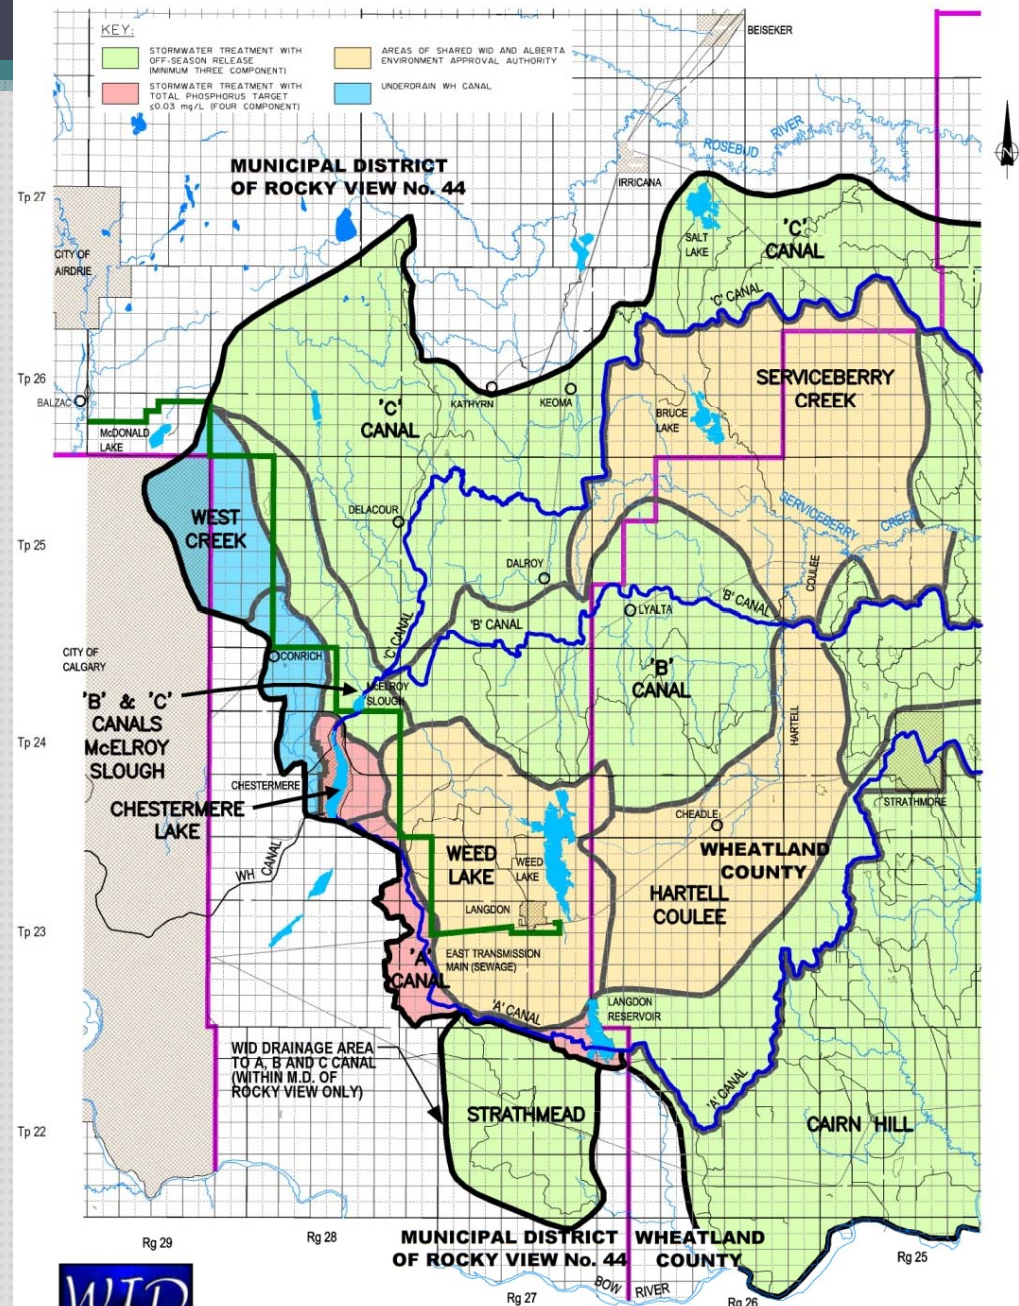 KEY:
STORMWATER TREATMENT WITH
OFF-SEASON RELEASE
(MINIMUM THREE COMPONENT)
STORMWATER TREATMENT WITH
TOTAL PHOSPHORUS TARGET
≤0.03 mg/L (FOUR COMPONENT)
AREAS OF SHARED WID AND ALBERTA
ENVIRONMENT APPROVAL AUTHORITY
UNDERDRAIN WH CANAL
BEISEKER
N
ROSEBUD RIVER
IRRICANA
MUNICIPAL DISTRICT
OF ROCKY VIEW No. 44
Tp 27
CITY OF
AIRDRIE
SALT
LAKE
'C'
CANAL
'C' CANAL
Tp 26
BALZAC
McDONALD
LAKE
'C'
CANAL
KATHYRN
KEOMA
BRUCE
LAKE
SERVICEBERRY
CREEK
SERVICEBERRY CREEK
WEST
CREEK
DELACOUR
Tp 25
DALROY
COULEE
'B' CANAL
LYALTA
'B' CANAL
'C' CANAL
CITY OF
CALGARY
CONRICH
McELROY
SLOUGH
'B' & 'C'
CANALS
McELROY
SLOUGH
'B'
CANAL
HARTELL
Tp 24
CHESTERMERE
CHESTERMERE
LAKE
STRATHMORE
CHEADLE
WHEATLAND
COUNTY
WH CANAL
WEED
LAKE
WEED
LAKE
HARTELL
COULEE
LANGDON
Tp 23
'A'
CANAL
EAST TRANSMISSION
MAIN (SEWAGE)
'A' CANAL
LANGDON
RESERVOIR
WID DRAINAGE AREA
TO A, B AND C CANAL
(WITHIN M.D. OF
ROCKY VIEW ONLY)
'A' CANAL
STRATHMEAD
CAIRN HILL
Tp 22
Rg 29
Rg 28
MUNICIPAL DISTRICT
OF ROCKY VIEW No. 44
WHEATLAND
COUNTY
Rg 25
BOW RIVER
Rg 27
Rg 26
WID